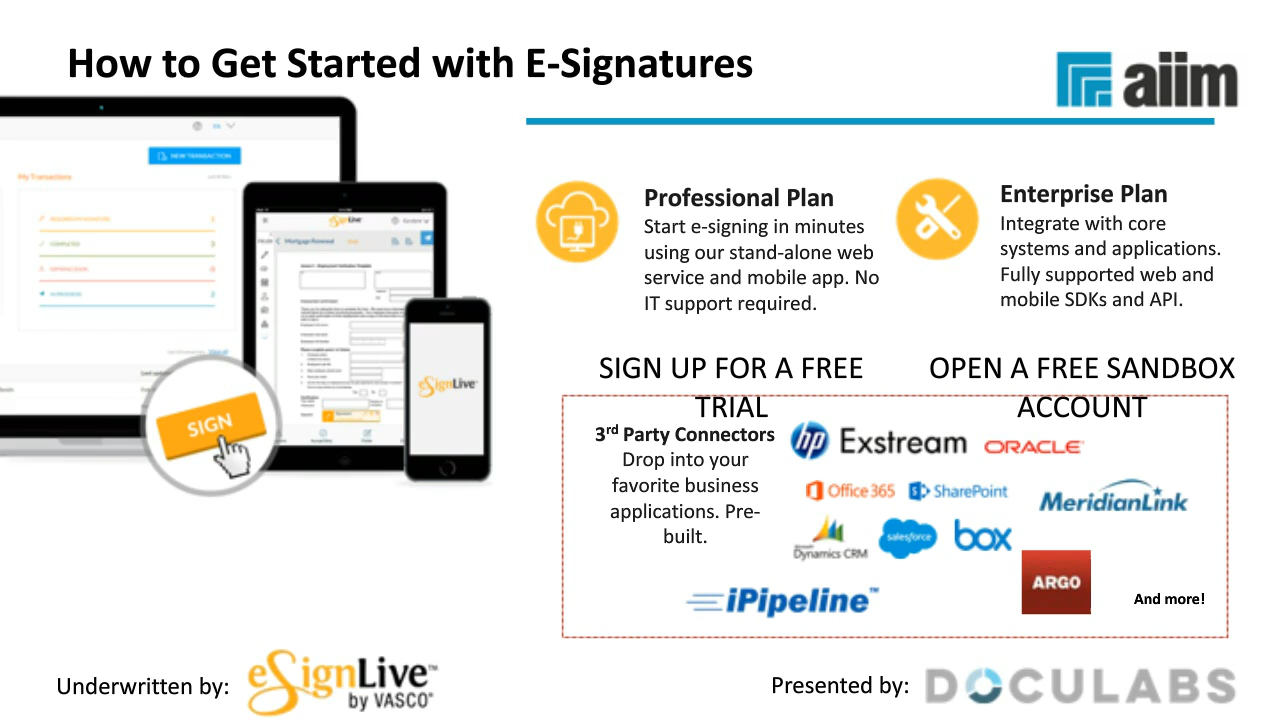 How to Get Started with E-Signatures
aiim
NEW TRANSACTION
My Transactions
COMPLETED
eSignLive
Mortgage Renewal
SIGN
eSignLive
Professional Plan
Start e-signing in minutes
using our stand-alone web
service and mobile app. No
IT support required.
Enterprise Plan
Integrate with core
systems and applications.
Fully supported web and
mobile SDKs and API.
SIGN UP FOR A FREE
TRIAL
OPEN A FREE SANDBOX
ACCOUNT
3rd Party Connectors
Drop into your
favorite business
applications. Pre-
built.
hp Exstream
ORACLE
Office 365
SharePoint
MeridianLink
Microsoft
Dynamics CRM
salesforce
box
iPipeline™
ARGO
And more!
Underwritten by:
eSignLive™
by VASCO®
Presented by:
DOCULABS